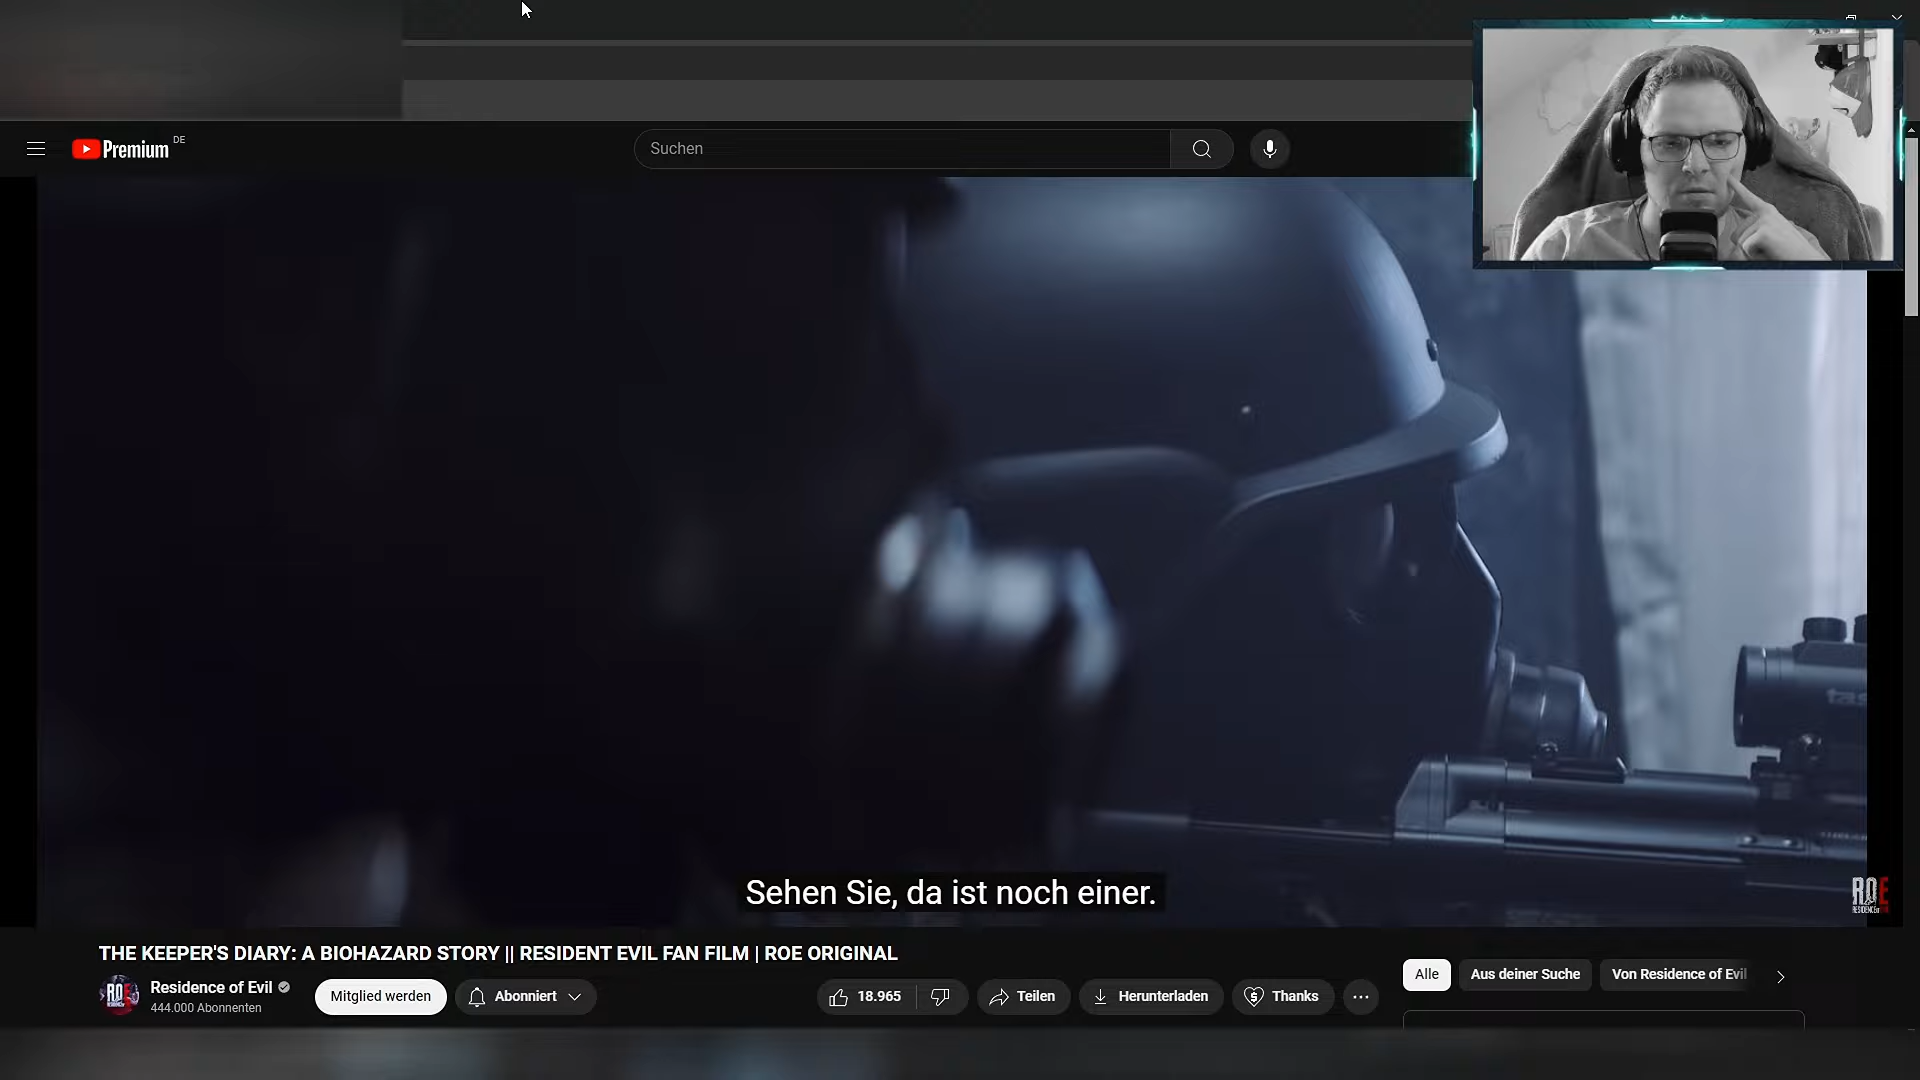 Premium DE
Suchen
tas
Sehen Sie, da ist noch einer.
ROE
THE KEEPER'S DIARY: A BIOHAZARD STORY || RESIDENT EVIL FAN FILM | ROE ORIGINAL
Residence of Evil
444.000 Abonnenten
Mitglied werden
Abonniert
18.965
Teilen
Herunterladen
Thanks
Alle
Aus deiner Suche
Von Residence of Evil